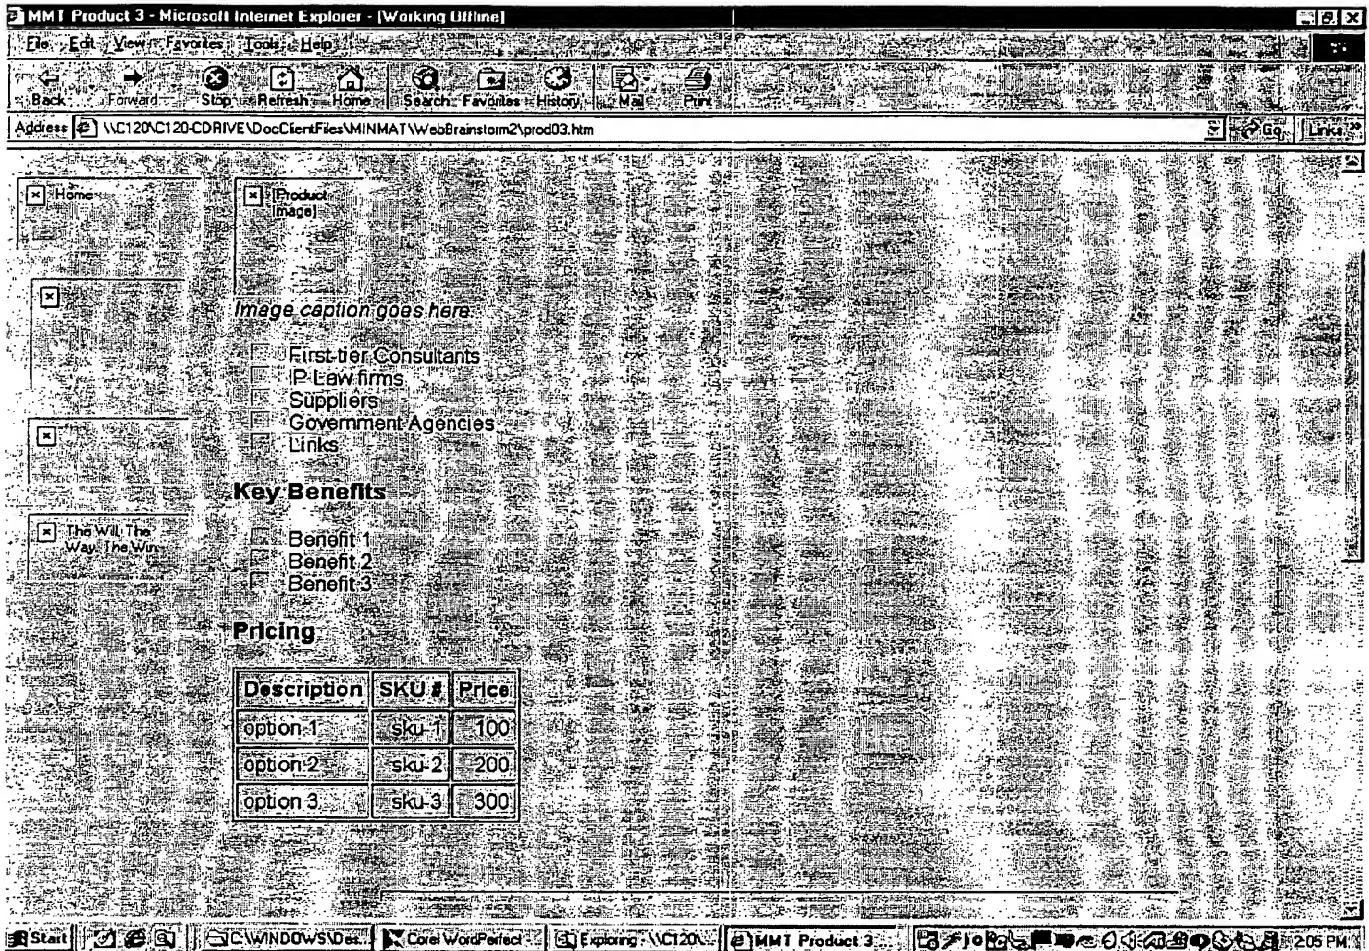 MMT Product 3 - Microsoft Internet Explorer - [Working Offline]
File Edit View Favorites Tools Help
Back Forward Stop Refresh Home Search Favorites History Mail Print
Address \\C120\C120-CDRIVE\DocClientFiles\MINMAT\WebBrainstorm2\prod03.htm Go Links »
Home
[Product Image]
Image caption goes here.
First-tier Consultants
IP Law firms
Suppliers
Government Agencies
Links
Key Benefits
The Will, The Way, The Win
Benefit 1
Benefit 2
Benefit 3
Pricing
Description SKU # Price
option 1 sku-1 100
option 2 sku-2 200
option 3 sku-3 300
Start C:\WINDOWS\Des... Corel WordPerfect ... Exploring - \\C120\... MMT Product 3 ... 2:05 PM